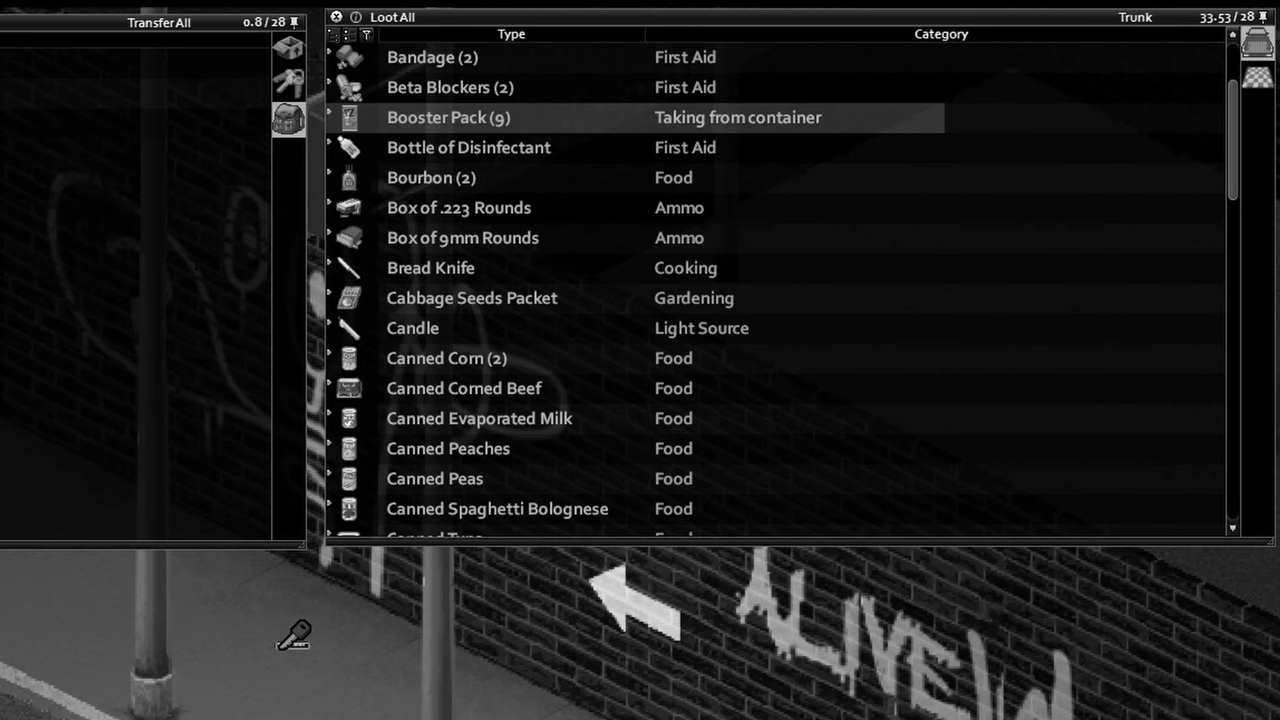 Transfer All 0.8 / 28
Loot All Trunk 33.53 / 28
Type Category
Bandage (2) First Aid
Beta Blockers (2) First Aid
Booster Pack (9) Taking from container
Bottle of Disinfectant First Aid
Bourbon (2) Food
Box of .223 Rounds Ammo
Box of 9mm Rounds Ammo
Bread Knife Cooking
Cabbage Seeds Packet Gardening
Candle Light Source
Canned Corn (2) Food
Canned Corned Beef Food
Canned Evaporated Milk Food
Canned Peaches Food
Canned Peas Food
Canned Spaghetti Bolognese Food
ALIVE